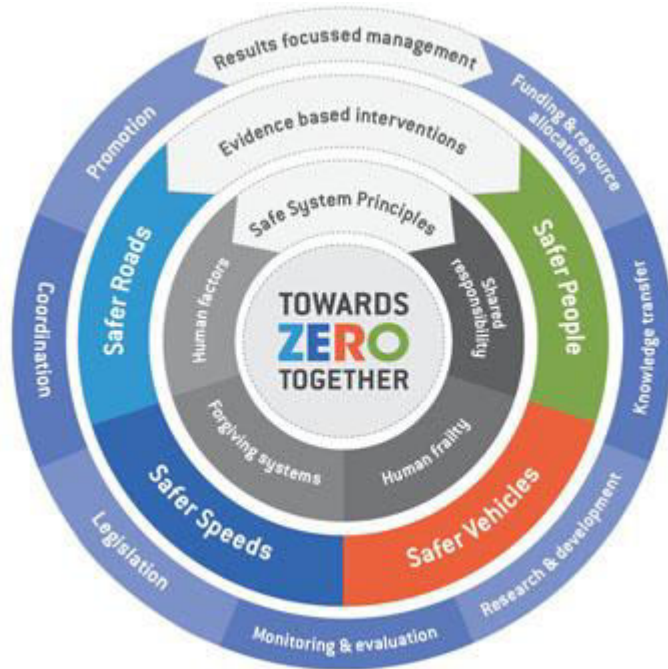 Results focussed management
Funding & resource
allocation
Knowledge transfer
Research & development
Monitoring & evaluation
Legislation
Coordination
Promotion
Evidence based interventions
Safer People
Safer Vehicles
Safer Speeds
Safer Roads
Safe System Principles
Shared
responsibility
Human frailty
Forgiving systems
Human factors
TOWARDS
ZERO
TOGETHER